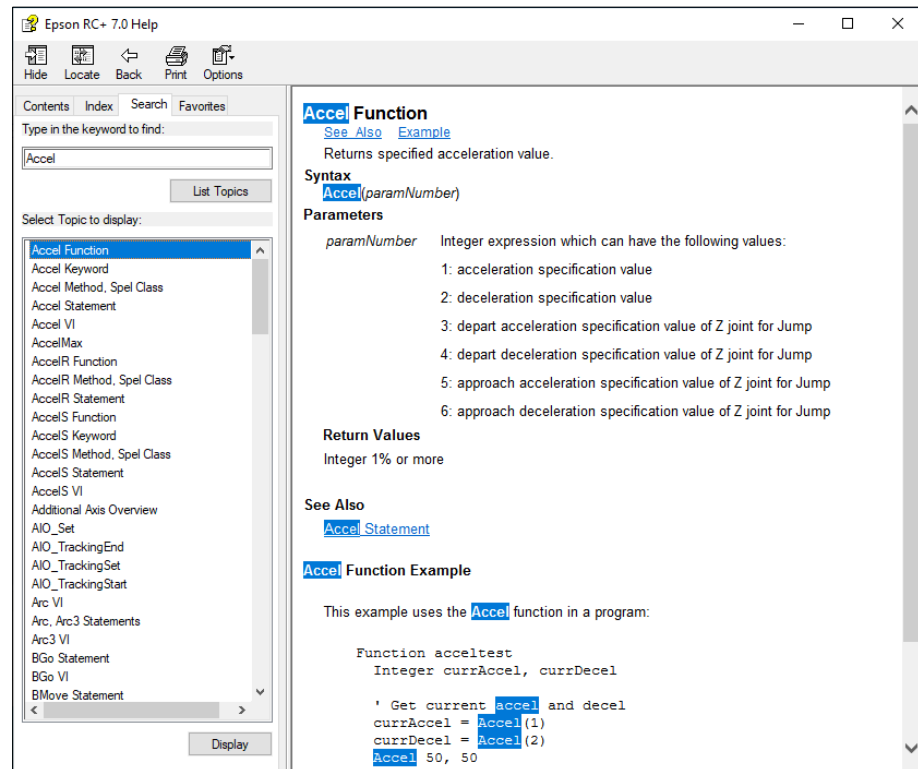 Epson RC+ 7.0 Help
Hide Locate Back Print Options
Contents Index Search Favorites
Type in the keyword to find:
Accel
List Topics
Select Topic to display:
Accel Function
Accel Keyword
Accel Method, Spel Class
Accel Statement
Accel VI
AccelMax
AccelR Function
AccelR Method, Spel Class
AccelR Statement
AccelS Function
AccelS Keyword
AccelS Method, Spel Class
AccelS Statement
AccelS VI
Additional Axis Overview
AIO_Set
AIO_TrackingEnd
AIO_TrackingSet
AIO_TrackingStart
Arc VI
Arc, Arc3 Statements
Arc3 VI
BGo Statement
BGo VI
BMove Statement
Display
Accel Function
See Also Example
Returns specified acceleration value.
Syntax
Accel(paramNumber)
Parameters
paramNumber Integer expression which can have the following values:
1: acceleration specification value
2: deceleration specification value
3: depart acceleration specification value of Z joint for Jump
4: depart deceleration specification value of Z joint for Jump
5: approach acceleration specification value of Z joint for Jump
6: approach deceleration specification value of Z joint for Jump
Return Values
Integer 1% or more
See Also
Accel Statement
Accel Function Example
This example uses the Accel function in a program:
Function acceltest
Integer currAccel, currDecel
' Get current accel and decel
currAccel = Accel(1)
currDecel = Accel(2)
Accel 50, 50